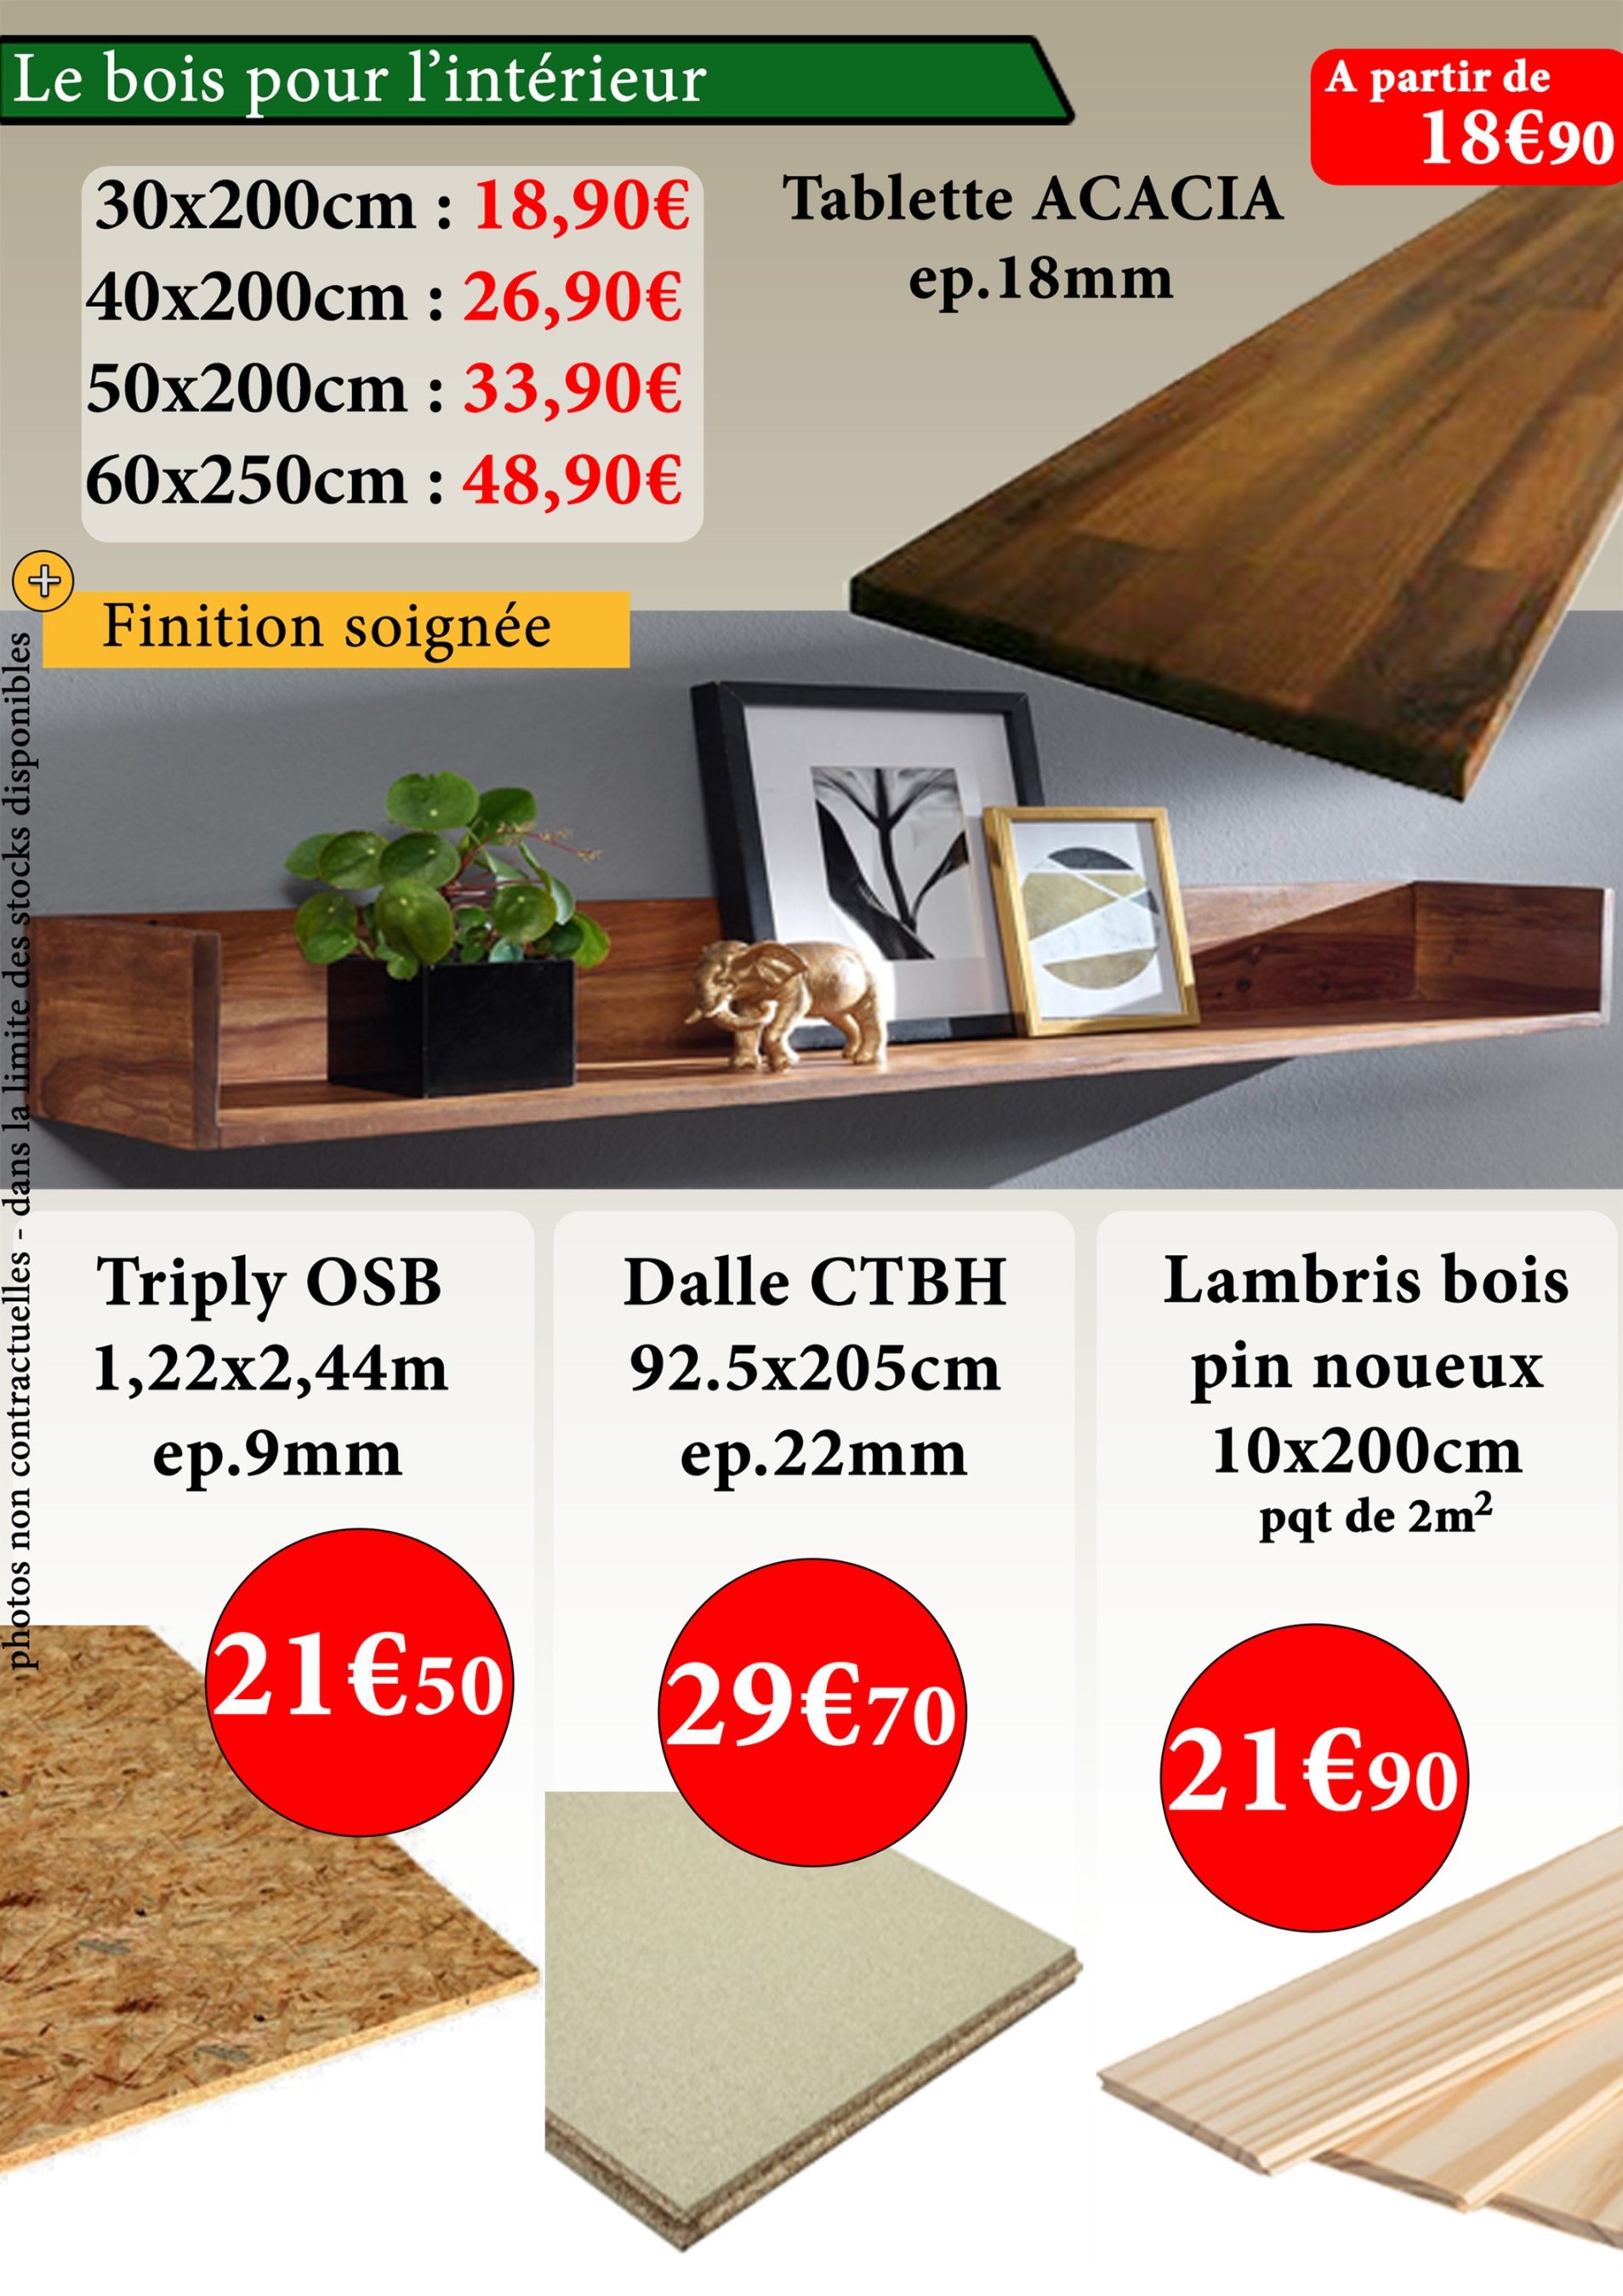 Le bois pour l’intérieur
A partir de
18€90
30x200cm : 18,90€
40x200cm : 26,90€
50x200cm : 33,90€
60x250cm : 48,90€
Tablette ACACIA
ep.18mm
+
Finition soignée
photos non contractuelles - dans la limite des stocks disponibles
Triply OSB
1,22x2,44m
ep.9mm
21€50
Dalle CTBH
92.5x205cm
ep.22mm
29€70
Lambris bois
pin noueux
10x200cm
pqt de 2m²
21€90